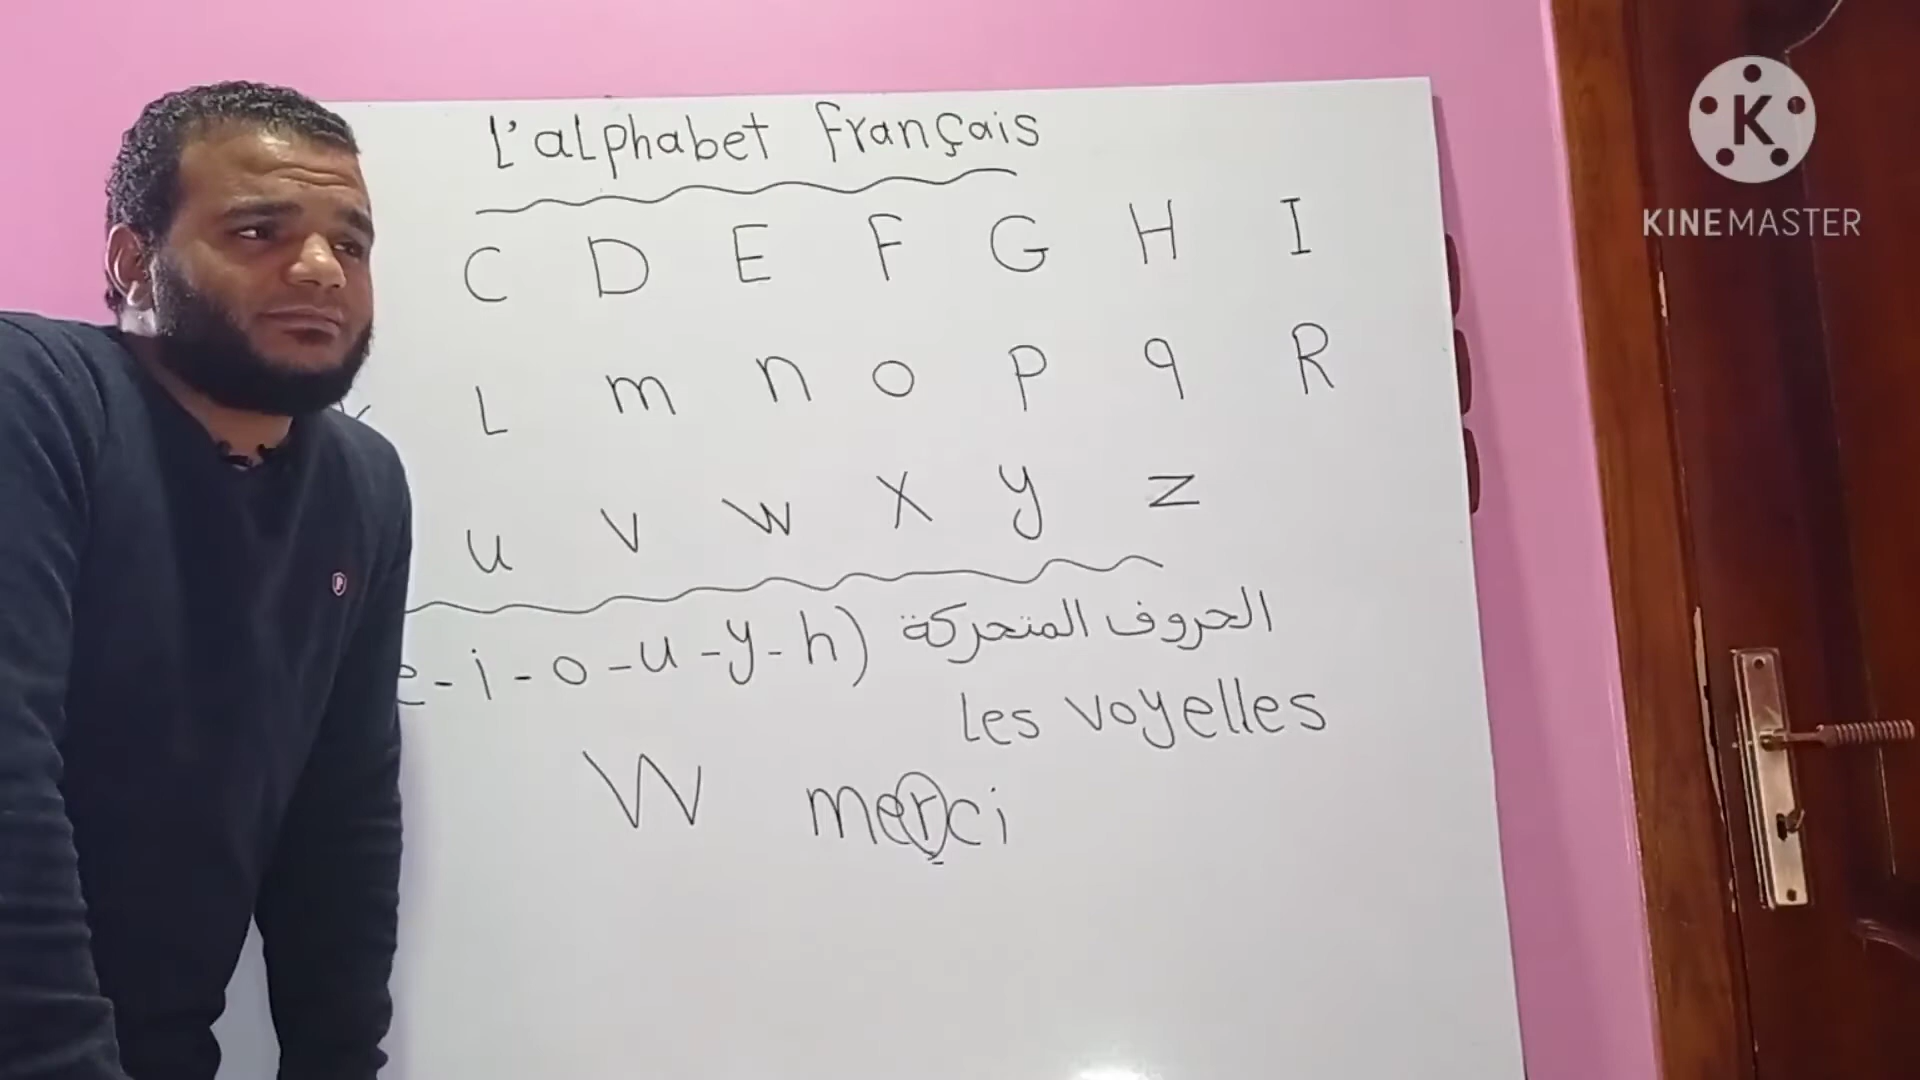 L'alphabet français
C D E F G H I
L m n o p q R
u v w x y z
e - i - o - u - y - h) الحروف المتحركة
Les voyelles
W merci
K
KINEMASTER